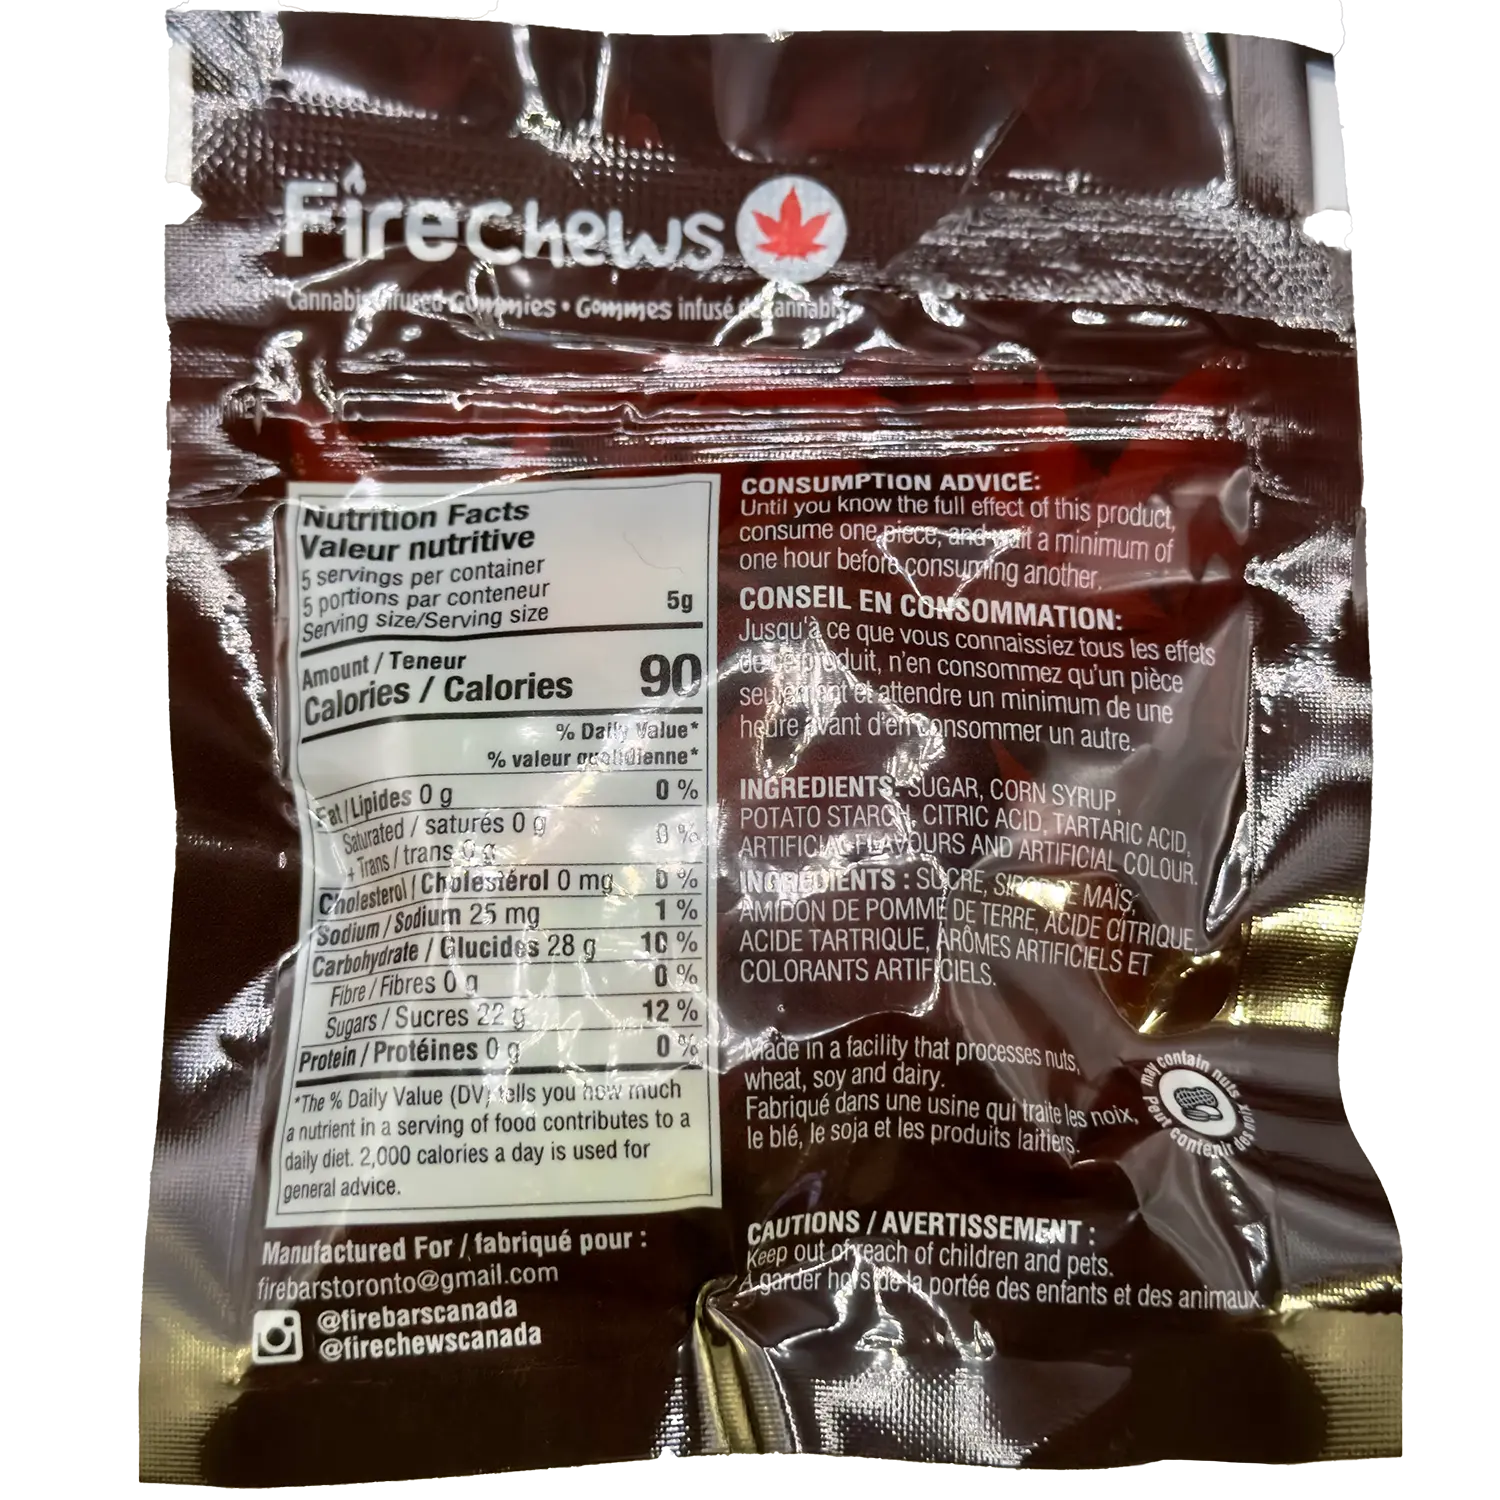 Firechews
Cannabis Infused Gummies • Gommes infusé de cannabis
Nutrition Facts
Valeur nutritive
5 servings per container
5 portions par conteneur
Serving size/Serving size 5g
Amount / Teneur
Calories / Calories 90
% Daily Value*
% valeur quotidienne*
Fat / Lipides 0 g 0 %
Saturated / saturés 0 g 0 %
+ Trans / trans 0 g
Cholesterol / Cholestérol 0 mg 0 %
Sodium / Sodium 25 mg 1 %
Carbohydrate / Glucides 28 g 10 %
Fibre / Fibres 0 g 0 %
Sugars / Sucres 22 g 12 %
Protein / Protéines 0 g 0 %
*The % Daily Value (DV) tells you how much
a nutrient in a serving of food contributes to a
daily diet. 2,000 calories a day is used for
general advice.
Manufactured For / fabriqué pour :
firebarstoronto@gmail.com
@firebarscanada
@firechewscanada
CONSUMPTION ADVICE:
Until you know the full effect of this product,
consume one piece, and wait a minimum of
one hour before consuming another.
CONSEIL EN CONSOMMATION:
Jusqu'à ce que vous connaissiez tous les effets
de ce produit, n'en consommez qu'un pièce
seulement et attendre un minimum de une
heure avant d'en consommer un autre.
INGREDIENTS: SUGAR, CORN SYRUP,
POTATO STARCH, CITRIC ACID, TARTARIC ACID,
ARTIFICIAL FLAVOURS AND ARTIFICIAL COLOUR.
INGREDIENTS : SUCRE, SIROP DE MAÏS,
AMIDON DE POMME DE TERRE, ACIDE CITRIQUE,
ACIDE TARTRIQUE, ARÔMES ARTIFICIELS ET
COLORANTS ARTIFICIELS.
Made in a facility that processes nuts,
wheat, soy and dairy.
Fabriqué dans une usine qui traite les noix,
le blé, le soja et les produits laitiers.
may contain nuts
Peut contenir des noix
CAUTIONS / AVERTISSEMENT :
Keep out of reach of children and pets.
A garder hors de la portée des enfants et des animaux.